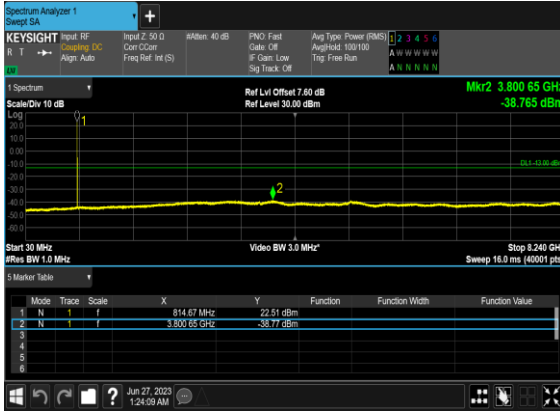 Spectrum Analyzer 1
Swept SA
+
KEYSIGHT
R T
Input: RF
Coupling: DC
Align: Auto
Input Z: 50 Ω
Corr CCorr
Freq Ref: Int (S)
#Atten: 40 dB
PNO: Fast
Gate: Off
IF Gain: Low
Sig Track: Off
Avg Type: Power (RMS)
Avg|Hold: 100/100
Trig: Free Run
1 2 3 4 5 6
A W W W W W
A N N N N N
1 Spectrum
Scale/Div 10 dB
Ref Lvl Offset 7.60 dB
Ref Level 30.00 dBm
Mkr2 3.800 65 GHz
-38.765 dBm
Log
20.0
10.0
0.00
-10.0
-20.0
-30.0
-40.0
-50.0
-60.0
1
2
DL1 -13.00 dBm
Start 30 MHz
#Res BW 1.0 MHz
Video BW 3.0 MHz*
Stop 8.240 GH
Sweep 16.0 ms (40001 pts
5 Marker Table
Mode Trace Scale X Y Function Function Width Function Value
1 N 1 f 814.67 MHz 22.51 dBm
2 N 1 f 3.800 65 GHz -38.77 dBm
3
4
5
6
?
Jun 27, 2023
1:24:09 AM